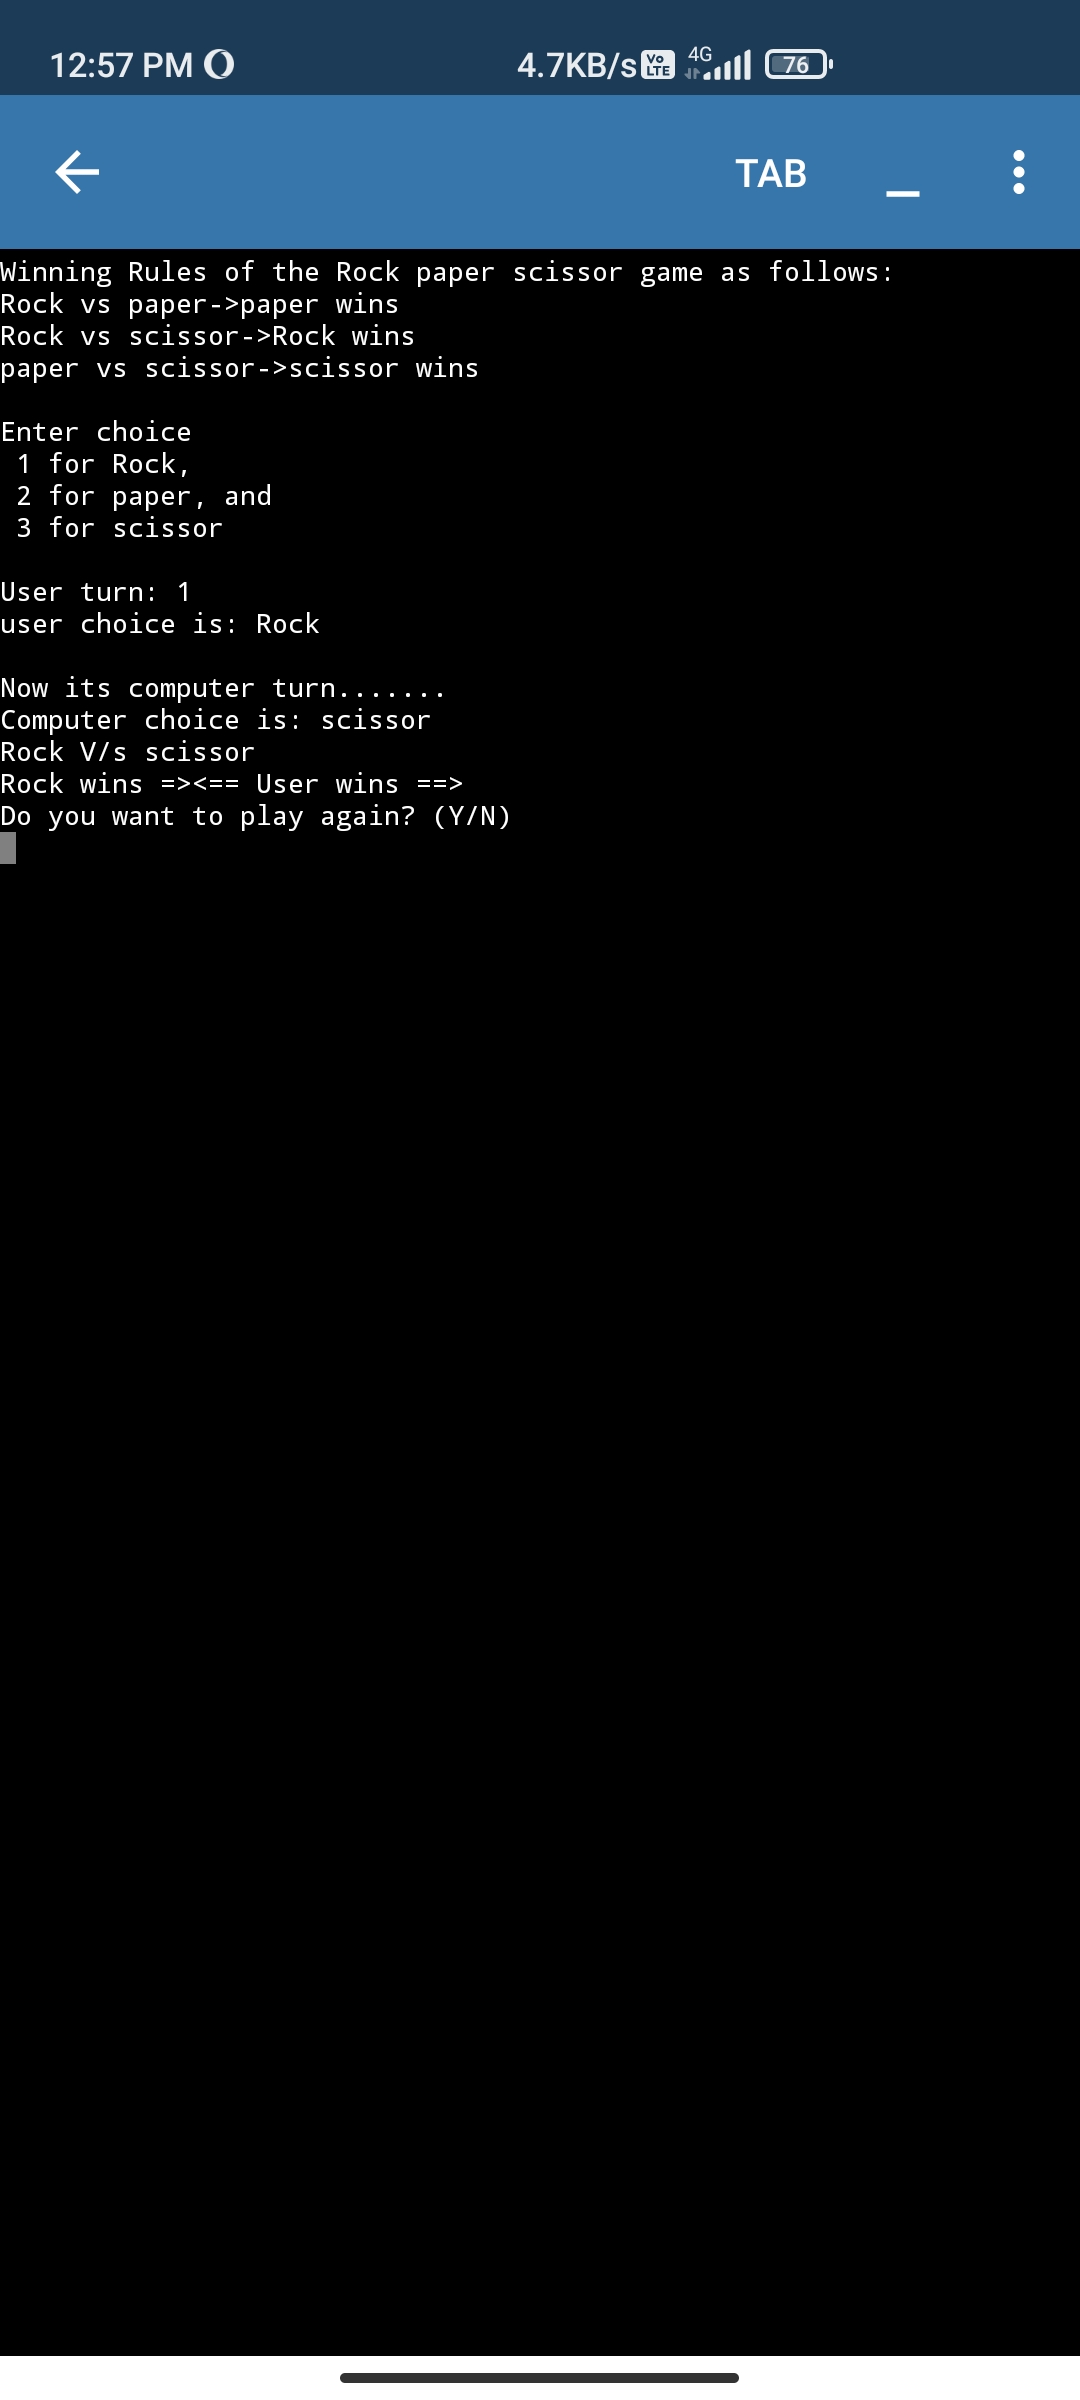 12:57 PM 4.7KB/s Vo LTE 4G 76
TAB
Winning Rules of the Rock paper scissor game as follows:
Rock vs paper->paper wins
Rock vs scissor->Rock wins
paper vs scissor->scissor wins
Enter choice
1 for Rock,
2 for paper, and
3 for scissor
User turn: 1
user choice is: Rock
Now its computer turn.......
Computer choice is: scissor
Rock V/s scissor
Rock wins =><== User wins ==>
Do you want to play again? (Y/N)